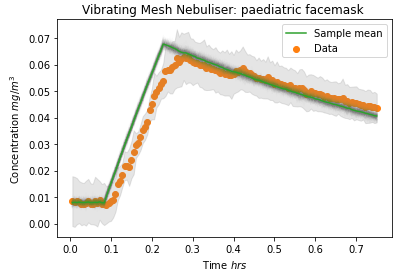 Vibrating Mesh Nebuliser: paediatric facemask
Sample mean
Data
Concentration mg/m³
0.07
0.06
0.05
0.04
0.03
0.02
0.01
0.00
0.0 0.1 0.2 0.3 0.4 0.5 0.6 0.7
Time hrs